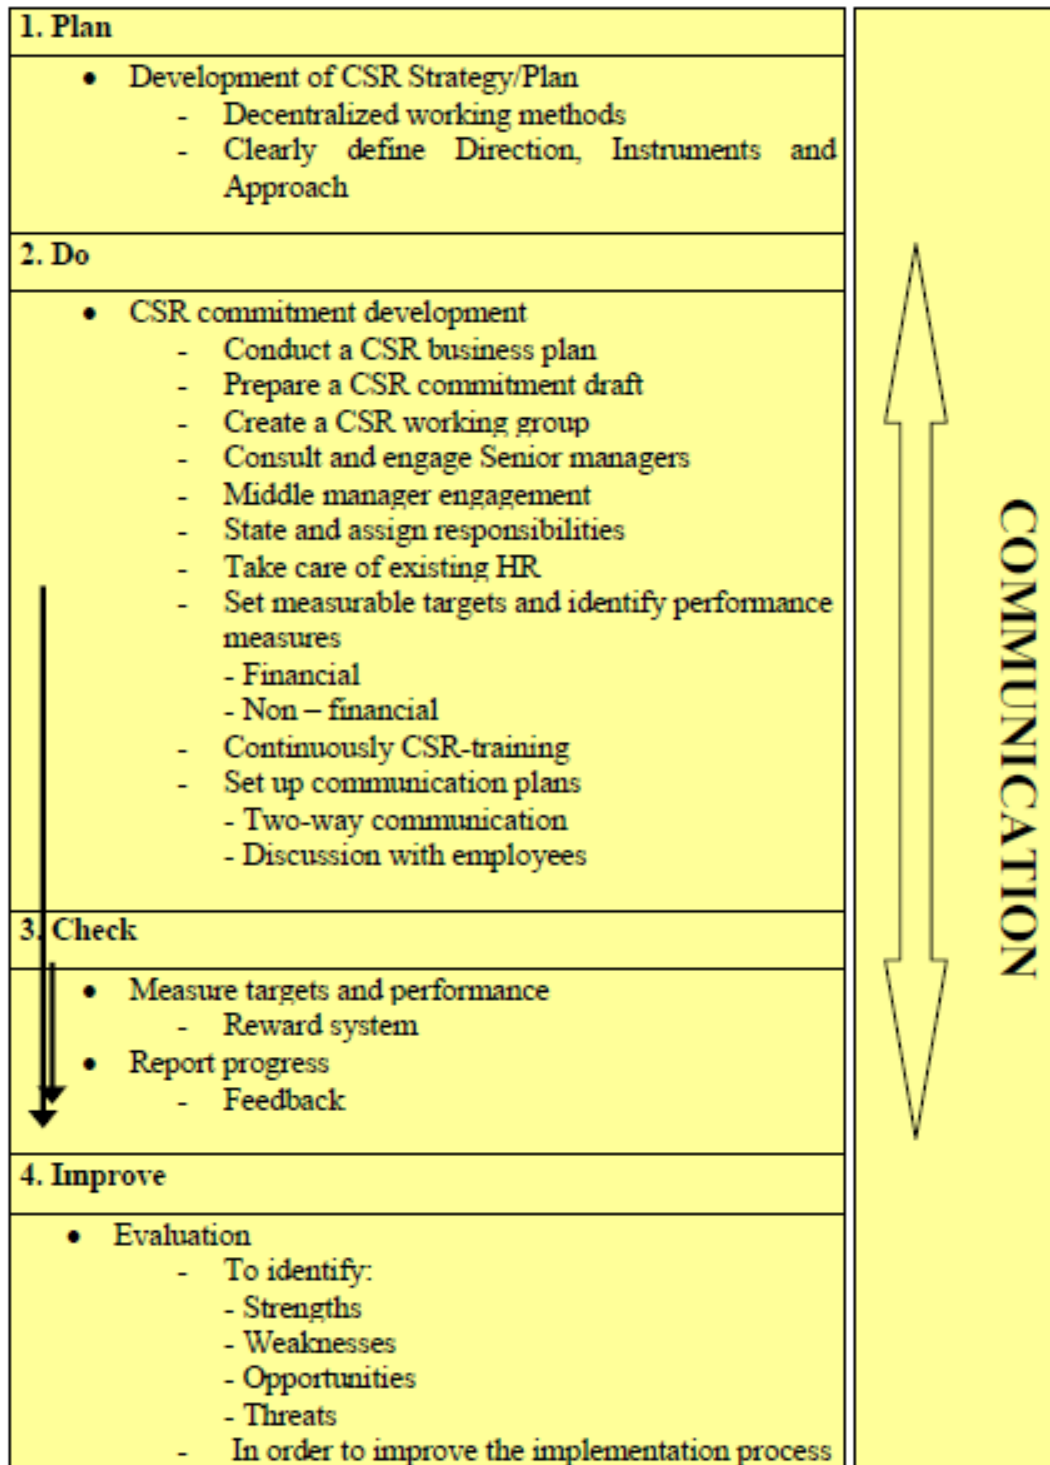 1. Plan
• Development of CSR Strategy/Plan
- Decentralized working methods
- Clearly define Direction, Instruments and
Approach
2. Do
• CSR commitment development
- Conduct a CSR business plan
- Prepare a CSR commitment draft
- Create a CSR working group
- Consult and engage Senior managers
- Middle manager engagement
- State and assign responsibilities
- Take care of existing HR
- Set measurable targets and identify performance
measures
- Financial
- Non – financial
- Continuously CSR-training
- Set up communication plans
- Two-way communication
- Discussion with employees
3. Check
• Measure targets and performance
- Reward system
• Report progress
- Feedback
4. Improve
• Evaluation
- To identify:
- Strengths
- Weaknesses
- Opportunities
- Threats
- In order to improve the implementation process
COMMUNICATION